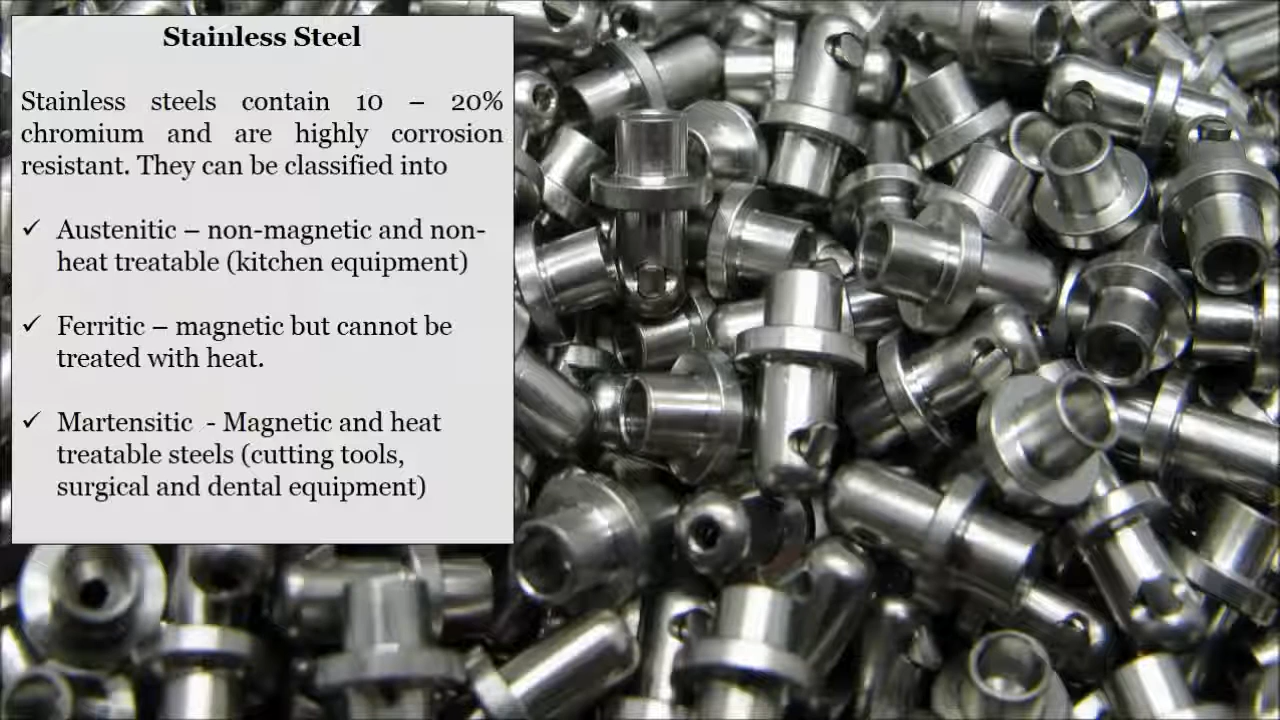 Stainless Steel
Stainless steels contain 10 – 20%
chromium and are highly corrosion
resistant. They can be classified into
✓ Austenitic – non-magnetic and non-
heat treatable (kitchen equipment)
✓ Ferritic – magnetic but cannot be
treated with heat.
✓ Martensitic - Magnetic and heat
treatable steels (cutting tools,
surgical and dental equipment)